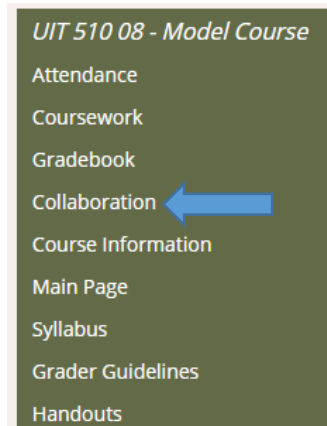 UIT 510 08 - Model Course
Attendance
Coursework
Gradebook
Collaboration
Course Information
Main Page
Syllabus
Grader Guidelines
Handouts